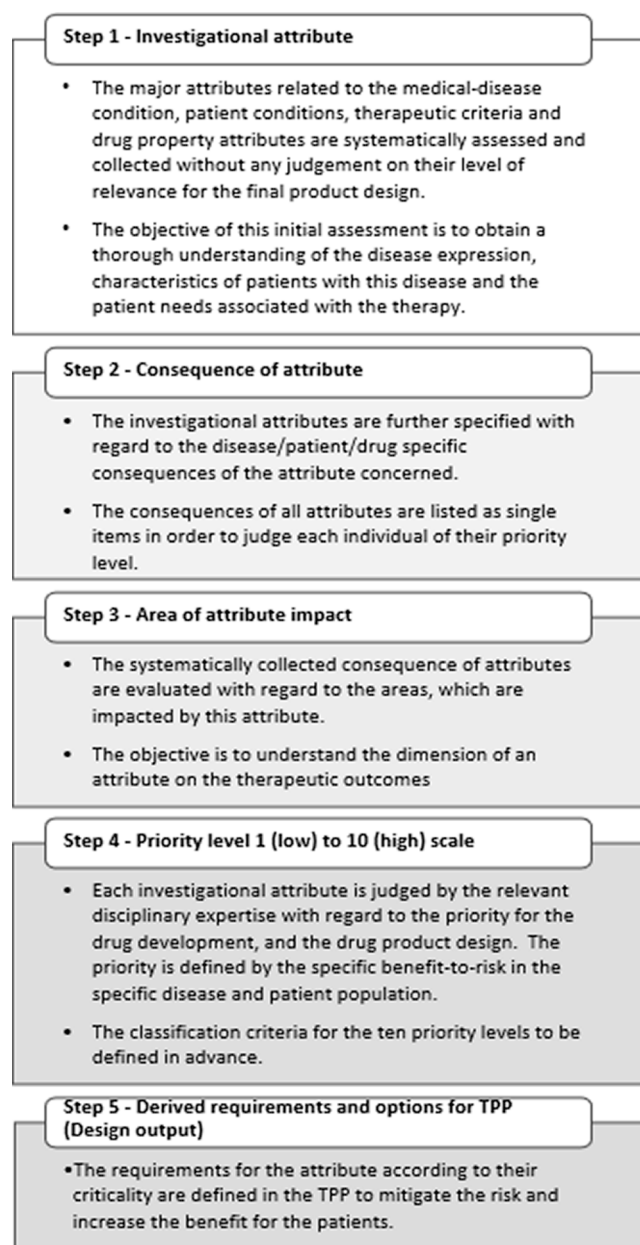 Step 1 - Investigational attribute
• The major attributes related to the medical-disease
condition, patient conditions, therapeutic criteria and
drug property attributes are systematically assessed and
collected without any judgement on their level of
relevance for the final product design.
• The objective of this initial assessment is to obtain a
thorough understanding of the disease expression,
characteristics of patients with this disease and the
patient needs associated with the therapy.
Step 2 - Consequence of attribute
• The investigational attributes are further specified with
regard to the disease/patient/drug specific
consequences of the attribute concerned.
• The consequences of all attributes are listed as single
items in order to judge each individual of their priority
level.
Step 3 - Area of attribute impact
• The systematically collected consequence of attributes
are evaluated with regard to the areas, which are
impacted by this attribute.
• The objective is to understand the dimension of an
attribute on the therapeutic outcomes
Step 4 - Priority level 1 (low) to 10 (high) scale
• Each investigational attribute is judged by the relevant
disciplinary expertise with regard to the priority for the
drug development, and the drug product design. The
priority is defined by the specific benefit-to-risk in the
specific disease and patient population.
• The classification criteria for the ten priority levels to be
defined in advance.
Step 5 - Derived requirements and options for TPP
(Design output)
•The requirements for the attribute according to their
criticality are defined in the TPP to mitigate the risk and
increase the benefit for the patients.